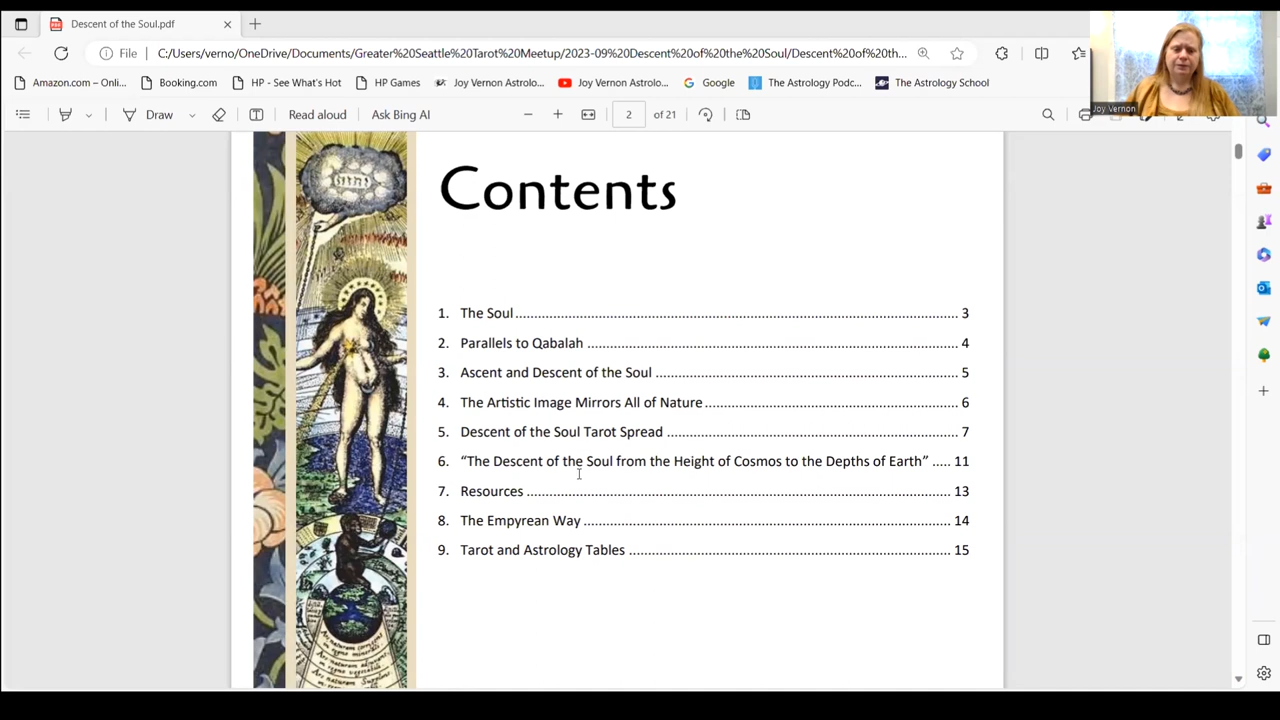 Descent of the Soul.pdf
File
C:/Users/verno/OneDrive/Documents/Greater%20Seattle%20Tarot%20Meetup/2023-09%20Descent%20of%20the%20Soul/Descent%20of%20th...
Amazon.com – Onli...
Booking.com
HP - See What's Hot
HP Games
Joy Vernon Astrolo...
Joy Vernon Astrolo...
Google
The Astrology Podc...
The Astrology School
Joy Vernon
Draw
Read aloud
Ask Bing AI
2 of 21
Contents
1. The Soul 3
2. Parallels to Qabalah 4
3. Ascent and Descent of the Soul 5
4. The Artistic Image Mirrors All of Nature 6
5. Descent of the Soul Tarot Spread 7
6. “The Descent of the Soul from the Height of Cosmos to the Depths of Earth” 11
7. Resources 13
8. The Empyrean Way 14
9. Tarot and Astrology Tables 15